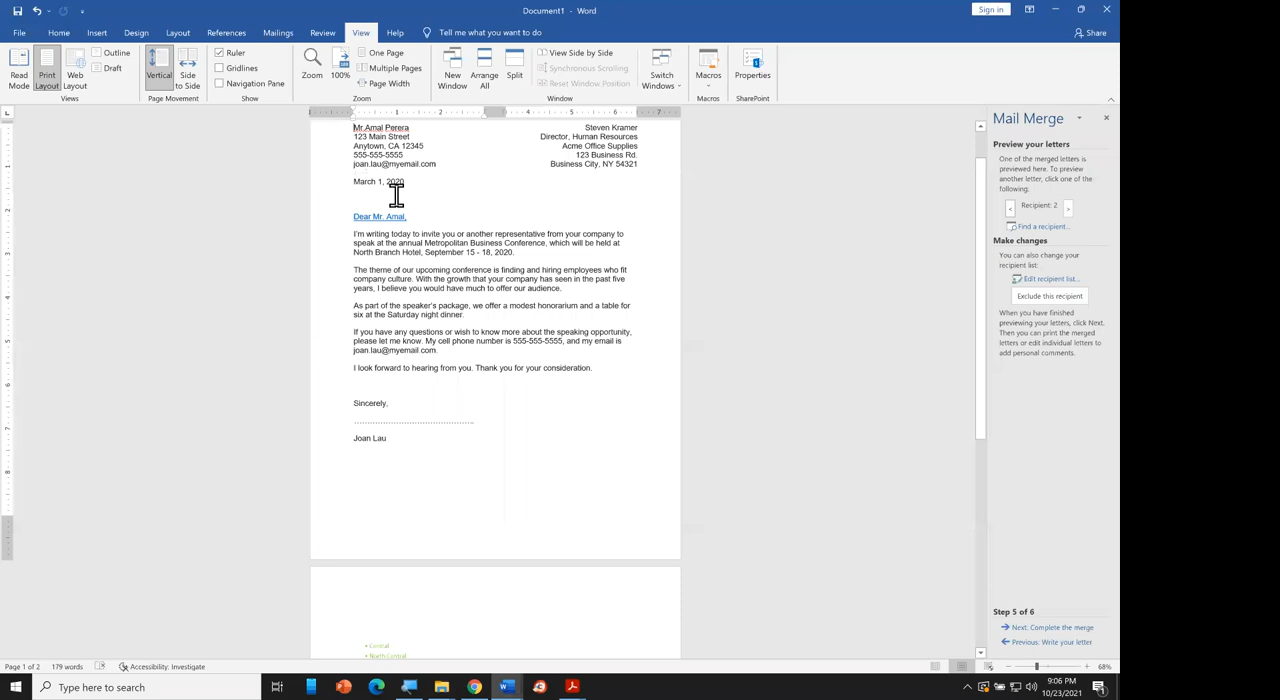 Document1 - Word
Sign in
File Home Insert Design Layout References Mailings Review View Help Tell me what you want to do
Share
Read Mode
Print Layout
Web Layout
Outline
Draft
Views
Vertical
Side to Side
Page Movement
Ruler
Gridlines
Navigation Pane
Show
Zoom
100%
One Page
Multiple Pages
Page Width
Zoom
New Window
Arrange All
Split
View Side by Side
Synchronous Scrolling
Reset Window Position
Window
Switch Windows
Macros
Macros
Properties
SharePoint
1 2 4 5 6 7
Mr.Amal Perera
123 Main Street
Anytown, CA 12345
555-555-5555
joan.lau@myemail.com
Steven Kramer
Director, Human Resources
Acme Office Supplies
123 Business Rd.
Business City, NY 54321
March 1, 2020
Dear Mr. Amal,
I'm writing today to invite you or another representative from your company to
speak at the annual Metropolitan Business Conference, which will be held at
North Branch Hotel, September 15 - 18, 2020.
The theme of our upcoming conference is finding and hiring employees who fit
company culture. With the growth that your company has seen in the past five
years, I believe you would have much to offer our audience.
As part of the speaker's package, we offer a modest honorarium and a table for
six at the Saturday night dinner.
If you have any questions or wish to know more about the speaking opportunity,
please let me know. My cell phone number is 555-555-5555, and my email is
joan.lau@myemail.com.
I look forward to hearing from you. Thank you for your consideration.
Sincerely,
Joan Lau
• Central
• North Central
Mail Merge
Preview your letters
One of the merged letters is
previewed here. To preview
another letter, click one of the
following:
< Recipient: 2 >
Find a recipient...
Make changes
You can also change your
recipient list:
Edit recipient list...
Exclude this recipient
When you have finished
previewing your letters, click Next.
Then you can print the merged
letters or edit individual letters to
add personal comments.
Step 5 of 6
Next: Complete the merge
Previous: Write your letter
Page 1 of 2 179 words Accessibility: Investigate
68%
Type here to search
9:06 PM
10/23/2021